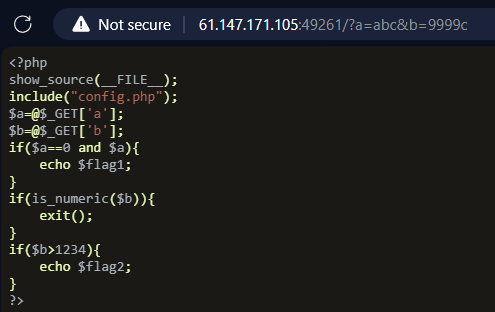 Not secure 61.147.171.105:49261/?a=abc&b=9999c
<?php
show_source(__FILE__);
include("config.php");
$a=@$_GET['a'];
$b=@$_GET['b'];
if($a==0 and $a){
    echo $flag1;
}
if(is_numeric($b)){
    exit();
}
if($b>1234){
    echo $flag2;
}
?>